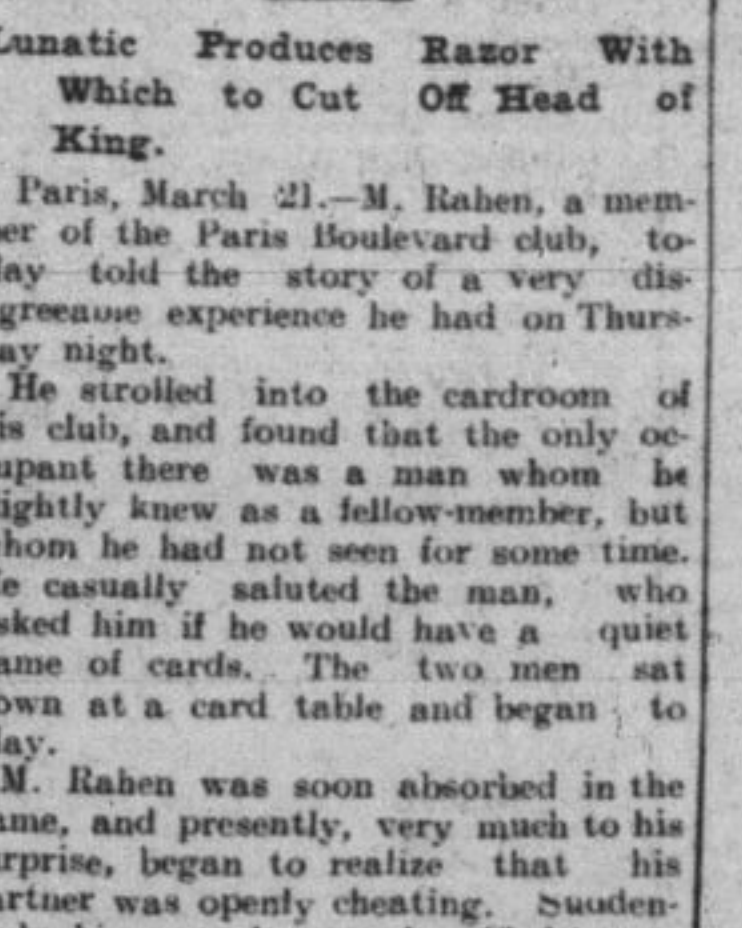 Lunatic Produces Razor With
Which to Cut Off Head of
King.
Paris, March 21.—M. Rahen, a mem-
ber of the Paris Boulevard club, to-
day told the story of a very dis-
agreeable experience he had on Thurs-
day night.
He strolled into the cardroom of
his club, and found that the only oc-
cupant there was a man whom he
slightly knew as a fellow-member, but
whom he had not seen for some time.
He casually saluted the man, who
asked him if he would have a quiet
game of cards. The two men sat
down at a card table and began to
play.
M. Rahen was soon absorbed in the
game, and presently, very much to his
surprise, began to realize that his
partner was openly cheating. Sudden-